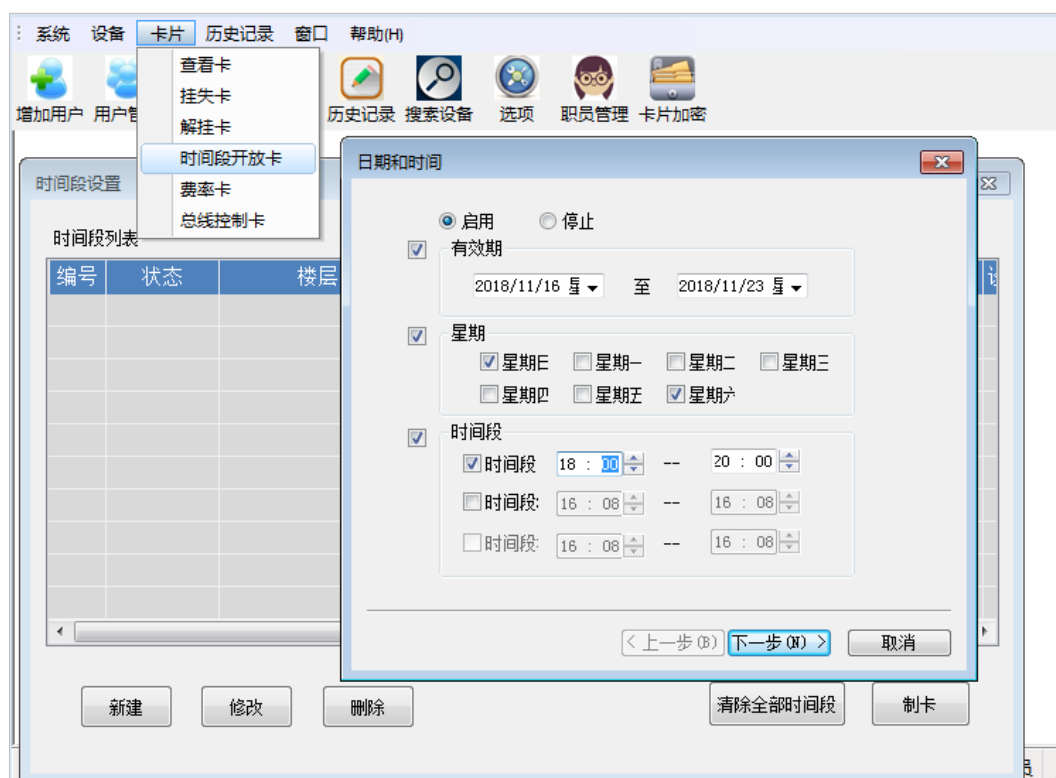 系统 设备 卡片 历史记录 窗口 帮助(H)
查看卡
挂失卡
解挂卡
时间段开放卡
费率卡
总线控制卡
增加用户 用户管 历史记录 搜索设备 选项 职员管理 卡片加密
时间段设置
时间段列表
编号 状态 楼层
日期和时间
启用 停止
有效期
2018/11/16 星 至 2018/11/23 星
星期
星期日 星期一 星期二 星期三
星期四 星期五 星期六
时间段
时间段 18 : 00 -- 20 : 00
时间段: 16 : 08 -- 16 : 08
时间段: 16 : 08 -- 16 : 08
< 上一步(B) 下一步(N) > 取消
新建 修改 删除 清除全部时间段 制卡
员